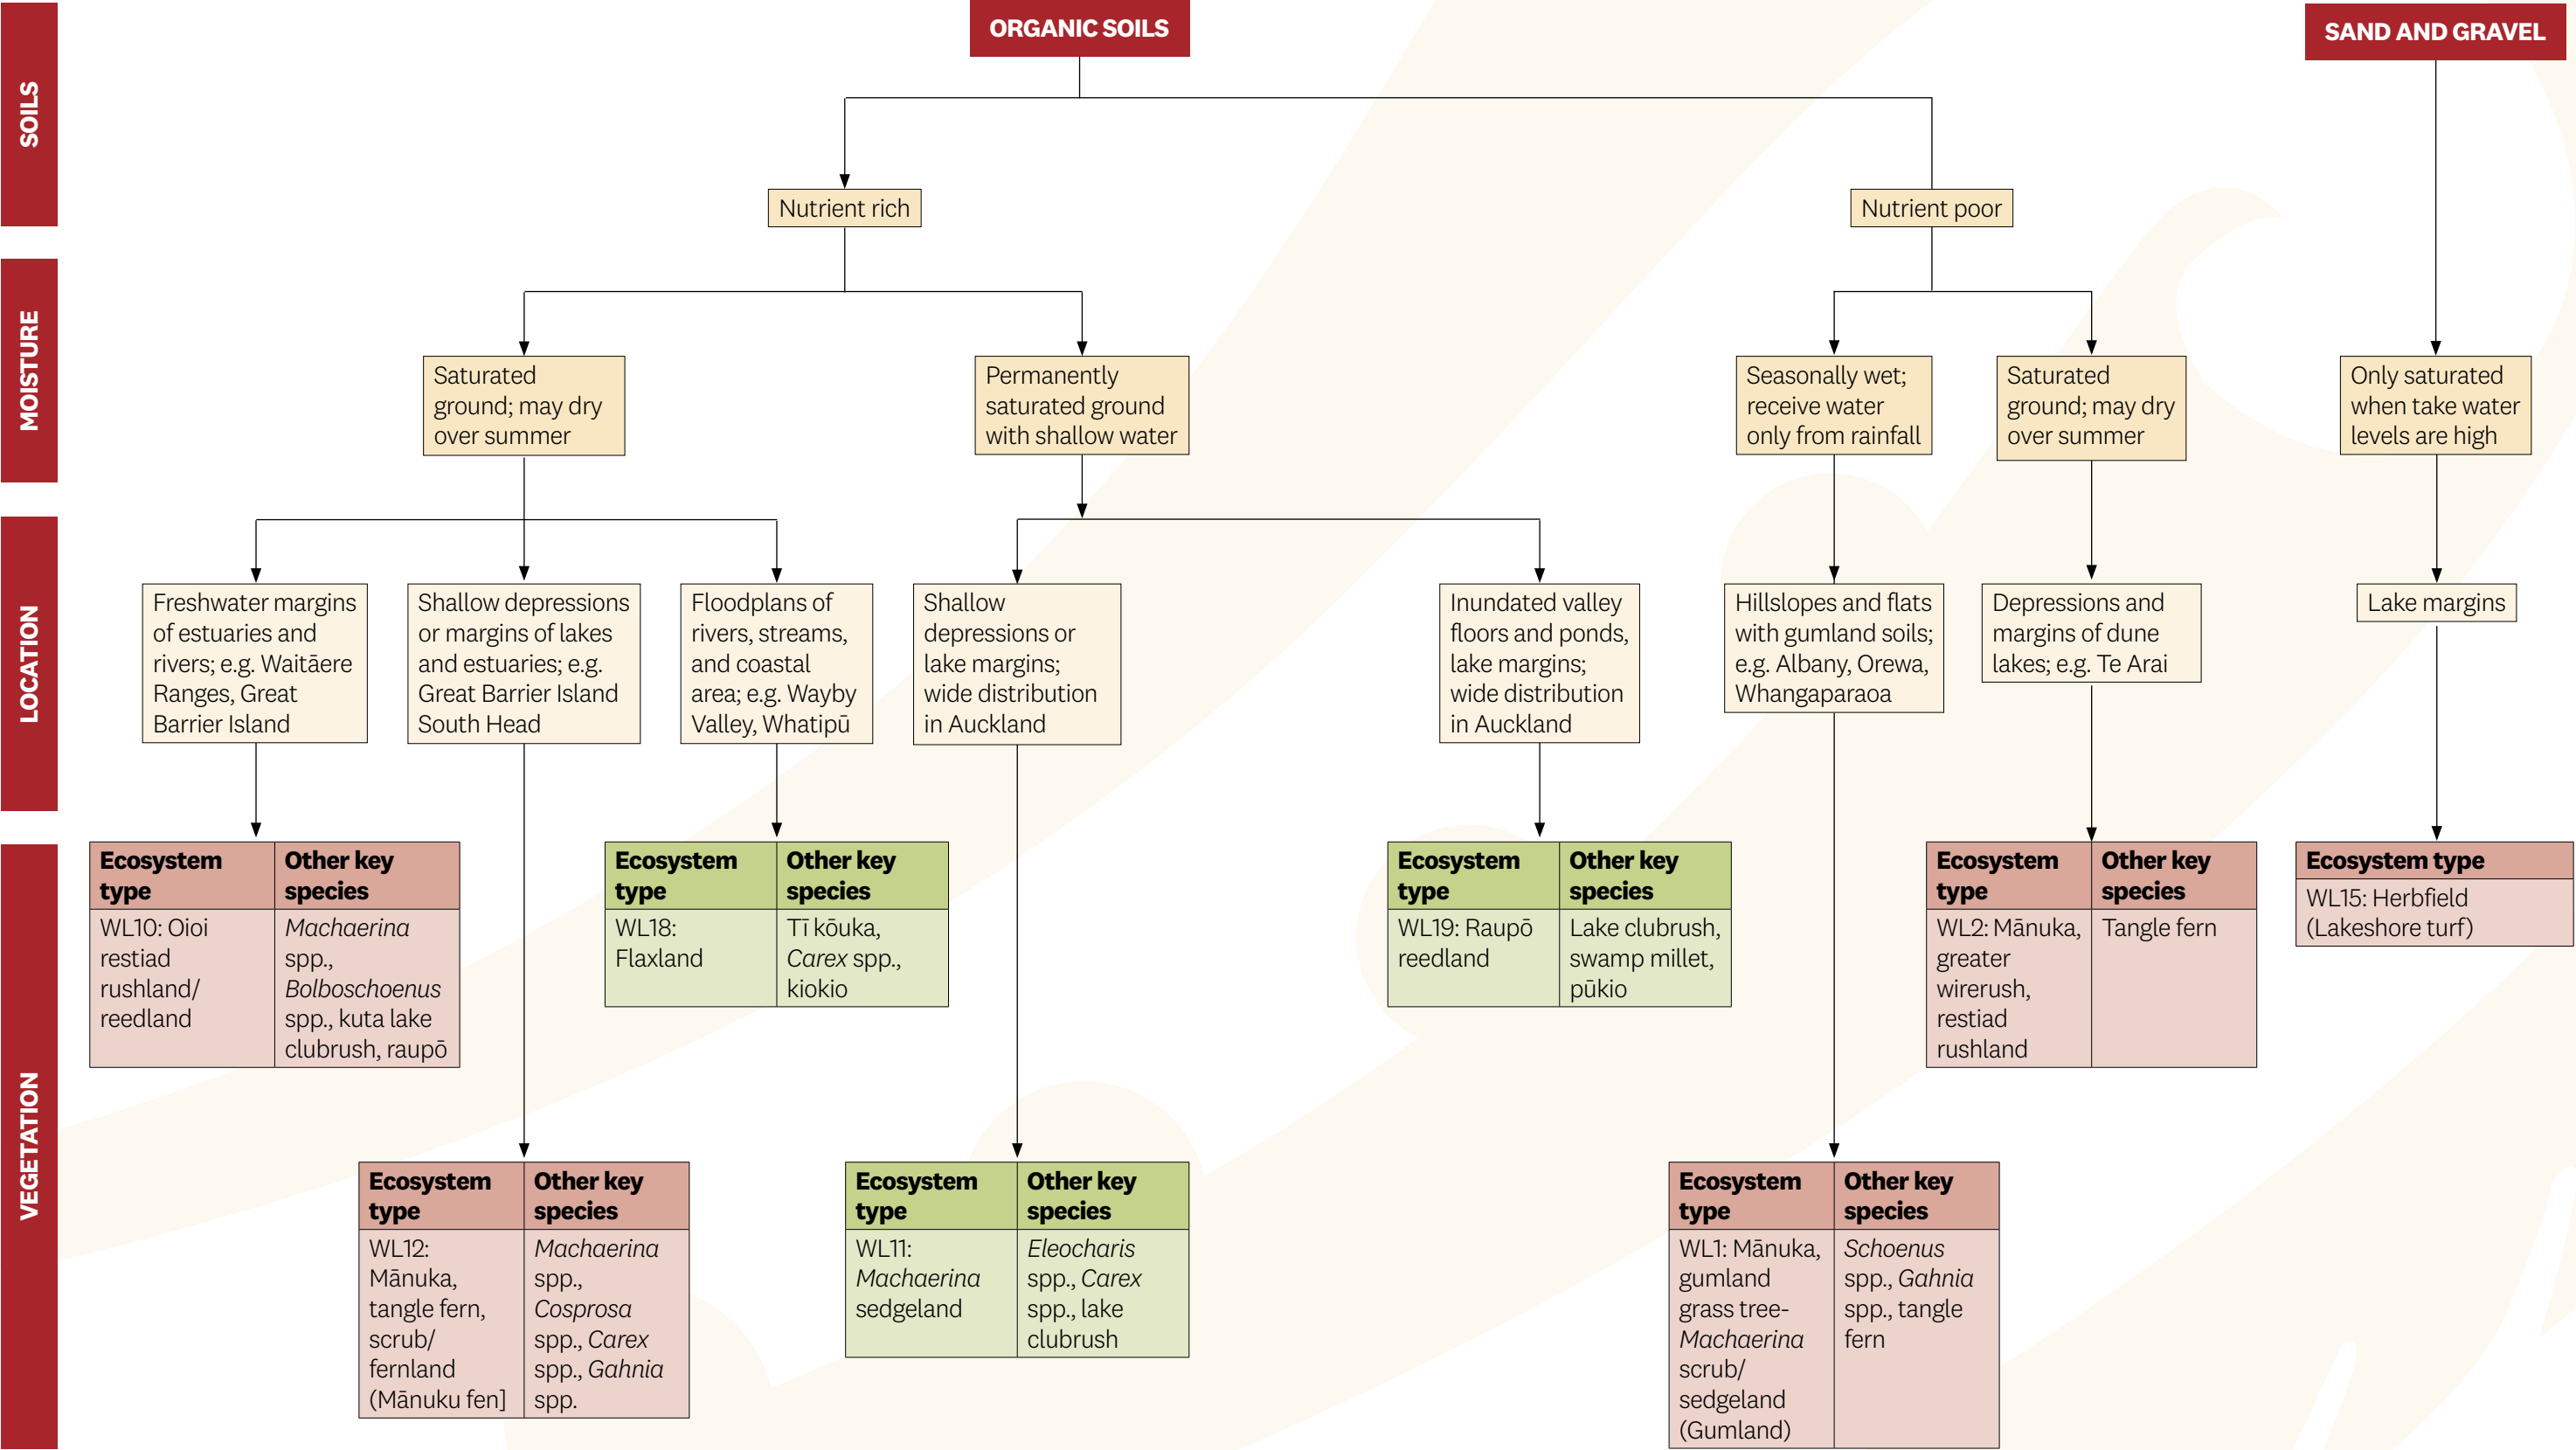 SOILS
ORGANIC SOILS
SAND AND GRAVEL
Nutrient rich
Nutrient poor
MOISTURE
Saturated
ground; may dry
over summer
Permanently
saturated ground
with shallow water
Seasonally wet;
receive water
only from rainfall
Saturated
ground; may dry
over summer
Only saturated
when take water
levels are high
LOCATION
Freshwater margins
of estuaries and
rivers; e.g. Waitāere
Ranges, Great
Barrier Island
Shallow depressions
or margins of lakes
and estuaries; e.g.
Great Barrier Island
South Head
Floodplans of
rivers, streams,
and coastal
area; e.g. Wayby
Valley, Whatipū
Shallow
depressions or
lake margins;
wide distribution
in Auckland
Inundated valley
floors and ponds,
lake margins;
wide distribution
in Auckland
Hillslopes and flats
with gumland soils;
e.g. Albany, Orewa,
Whangaparaoa
Depressions and
margins of dune
lakes; e.g. Te Arai
Lake margins
VEGETATION
Ecosystem
type
Other key
species
WL10: Oioi
restiad
rushland/
reedland
Machaerina
spp.,
Bolboschoenus
spp., kuta lake
clubrush, raupō
Ecosystem
type
Other key
species
WL18:
Flaxland
Tī kōuka,
Carex spp.,
kiokio
Ecosystem
type
Other key
species
WL19: Raupō
reedland
Lake clubrush,
swamp millet,
pūkio
Ecosystem
type
Other key
species
WL2: Mānuka,
greater
wirerush,
restiad
rushland
Tangle fern
Ecosystem type
WL15: Herbfield
(Lakeshore turf)
Ecosystem
type
Other key
species
WL12:
Mānuka,
tangle fern,
scrub/
fernland
(Mānuku fen]
Machaerina
spp.,
Cosprosa
spp., Carex
spp., Gahnia
spp.
Ecosystem
type
Other key
species
WL11:
Machaerina
sedgeland
Eleocharis
spp., Carex
spp., lake
clubrush
Ecosystem
type
Other key
species
WL1: Mānuka,
gumland
grass tree-
Machaerina
scrub/
sedgeland
(Gumland)
Schoenus
spp., Gahnia
spp., tangle
fern